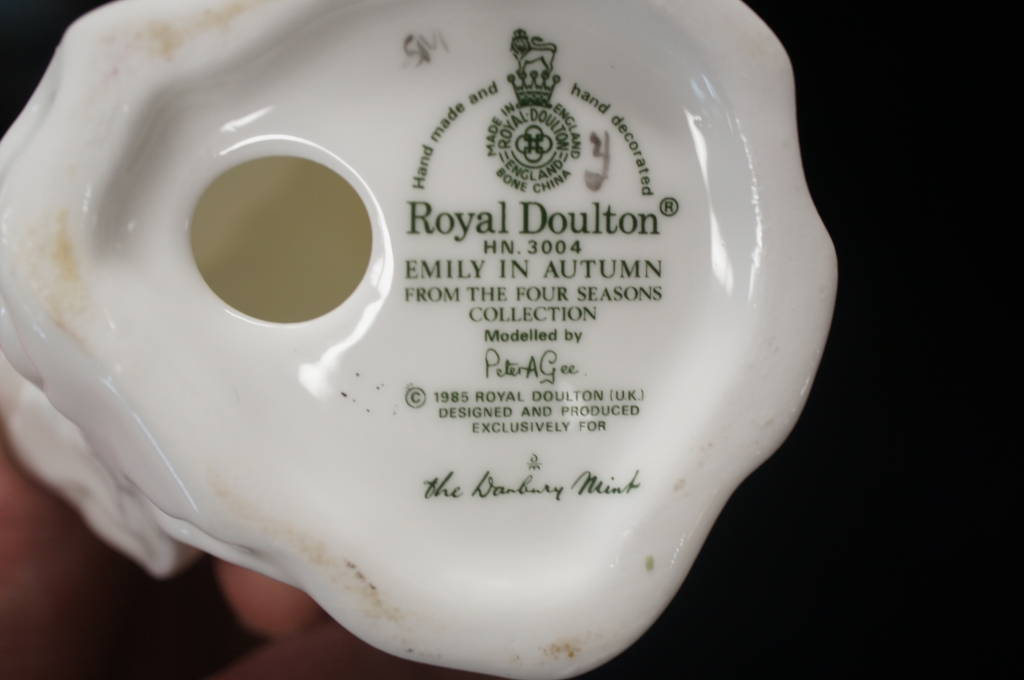 Hand made and hand decorated
MADE IN ENGLAND
ROYAL·DOULTON
ENGLAND
BONE CHINA
Royal Doulton®
HN. 3004
EMILY IN AUTUMN
FROM THE FOUR SEASONS
COLLECTION
Modelled by
Peter A Gee.
© 1985 ROYAL DOULTON (U.K.)
DESIGNED AND PRODUCED
EXCLUSIVELY FOR
the Danbury Mint